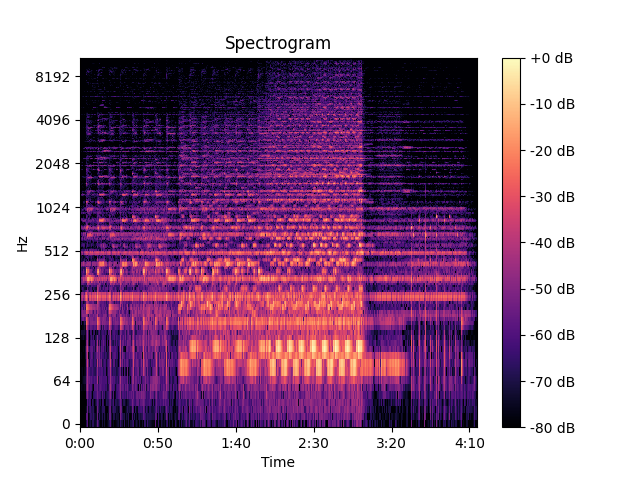 Spectrogram
Hz
8192
4096
2048
1024
512
256
128
64
0
0:00
0:50
1:40
2:30
3:20
4:10
Time
+0 dB
-10 dB
-20 dB
-30 dB
-40 dB
-50 dB
-60 dB
-70 dB
-80 dB